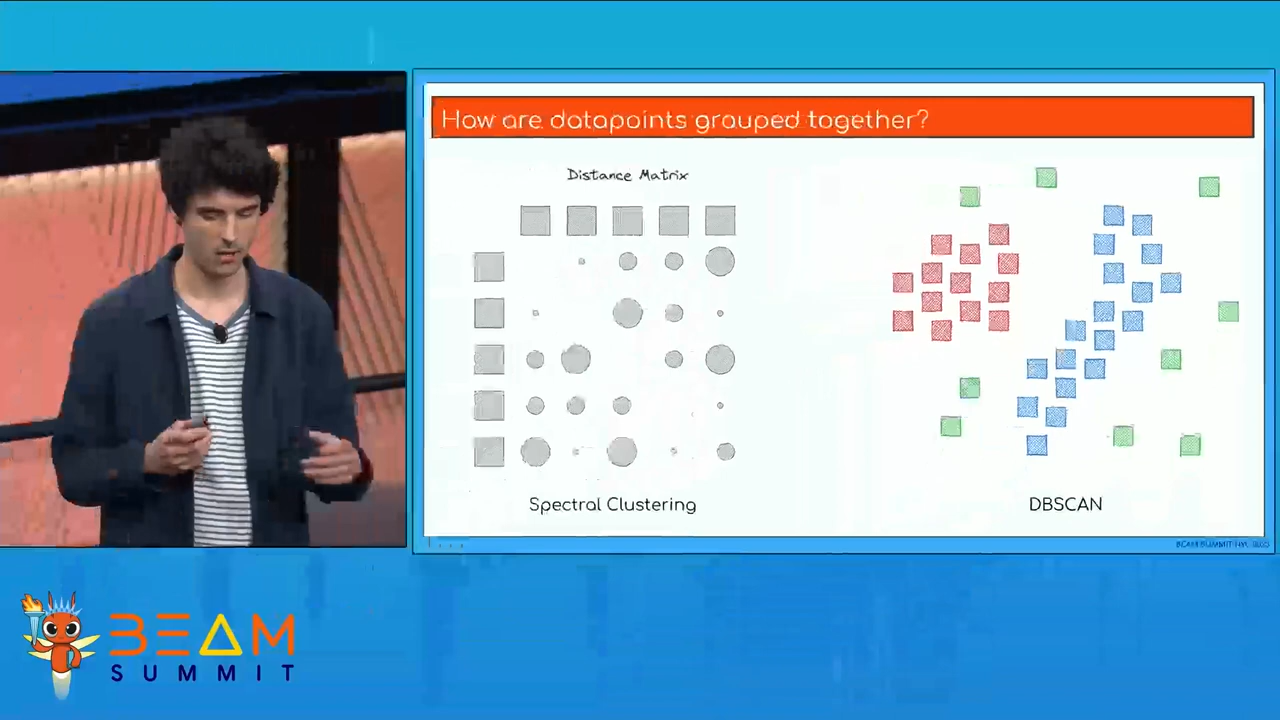 How are datapoints grouped together?
Distance Matrix
Spectral Clustering
DBSCAN
BEAM
SUMMIT